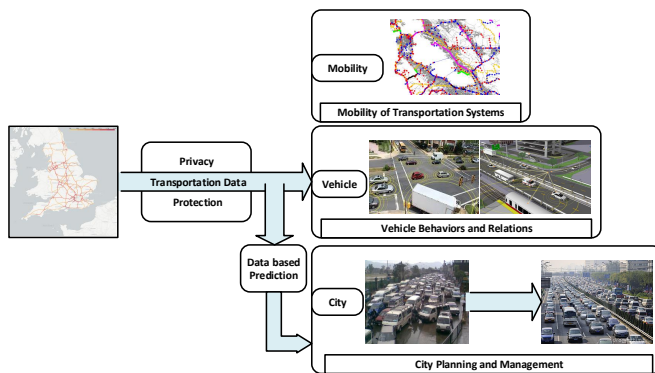 Mobility
Mobility of Transportation Systems
Privacy
Transportation Data
Protection
Vehicle
Vehicle Behaviors and Relations
Data based
Prediction
City
City Planning and Management